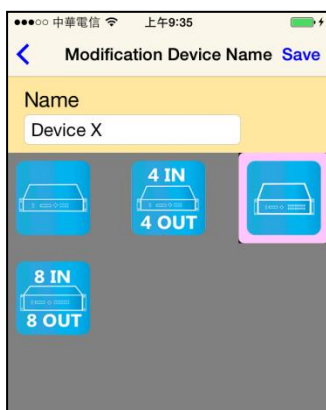 中華電信 上午9:35
Modification Device Name Save
Name
Device X
4 IN
4 OUT
8 IN
8 OUT